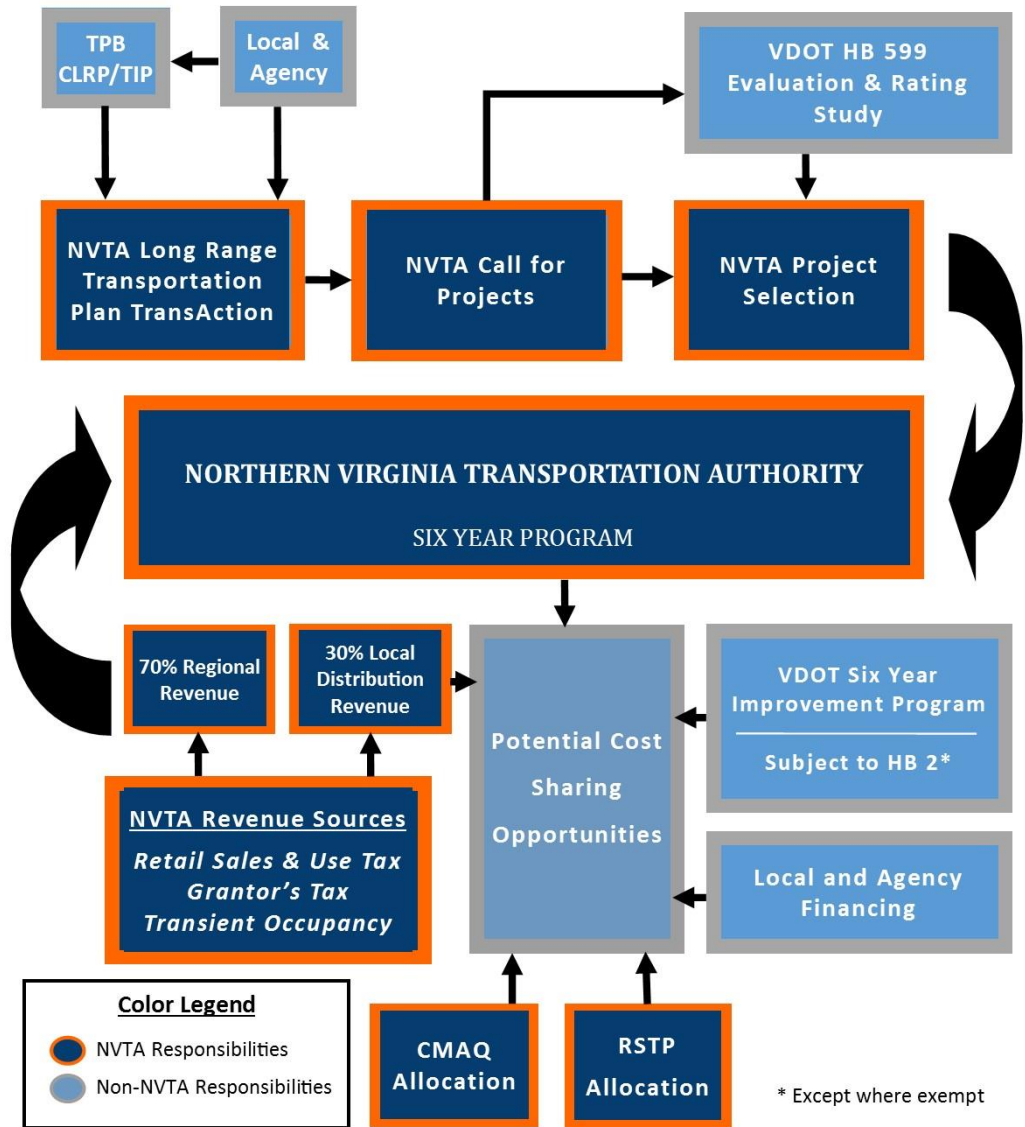 TPB
CLRP/TIP
Local &
Agency
VDOT HB 599
Evaluation & Rating
Study
NVTA Long Range
Transportation
Plan TransAction
NVTA Call for
Projects
NVTA Project
Selection
NORTHERN VIRGINIA TRANSPORTATION AUTHORITY
SIX YEAR PROGRAM
70% Regional
Revenue
30% Local
Distribution
Revenue
Potential Cost
Sharing
Opportunities
VDOT Six Year
Improvement Program
Subject to HB 2*
NVTA Revenue Sources
Retail Sales & Use Tax
Grantor's Tax
Transient Occupancy
Local and Agency
Financing
Color Legend
NVTA Responsibilities
Non-NVTA Responsibilities
CMAQ
Allocation
RSTP
Allocation
* Except where exempt